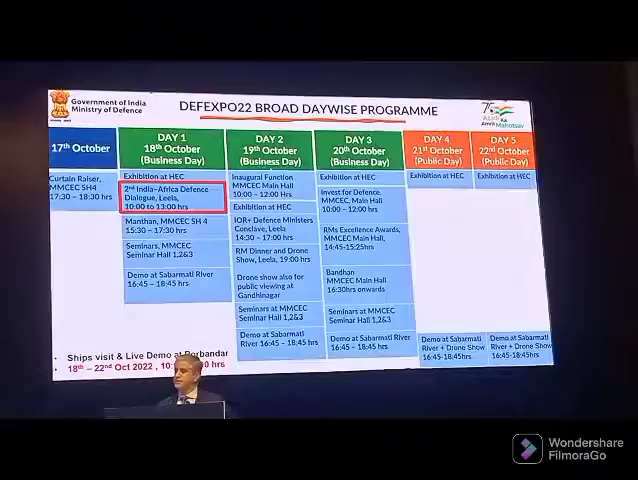 Government of India
Ministry of Defence
DEFEXPO22 BROAD DAYWISE PROGRAMME
75
Azadi Ka
Amrit Mahotsav
17th October
DAY 1
18th October
(Business Day)
DAY 2
19th October
(Business Day)
DAY 3
20th October
(Business Day)
DAY 4
21st October
(Public Day)
DAY 5
22nd October
(Public Day)
Curtain Raiser,
MMCEC SH4
17:30 - 18:30 hrs
Exhibition at HEC
2nd India-Africa Defence
Dialogue, Leela,
10:00 to 13:00 hrs
Manthan, MMCEC SH 4
15:30 - 17:30 hrs
Seminars, MMCEC
Seminar Hall 1,2&3
Demo at Sabarmati River
16:45 - 18:45 hrs
Inaugural Function
MMCEC Main Hall
10:00 - 12:00 Hrs
Exhibition at HEC
IOR+ Defence Ministers
Conclave, Leela
14:30 - 17:00 hrs
RM Dinner and Drone
Show, Leela, 19:00 hrs
Drone show also for
public viewing at
Gandhinagar
Seminars at MMCEC
Seminar Hall 1,2&3
Demo at Sabarmati
River 16:45 - 18:45 hrs
Exhibition at HEC
Invest for Defence,
MMCEC, Main Hall
10:00 - 12:00 hrs
RMs Excellence Awards,
MMCEC Main Hall,
14:45-15:25hrs
Bandhan
MMCEC Main Hall
16:30hrs onwards
Seminars at MMCEC
Seminar Hall 1,2&3
Demo at Sabarmati River
16:45 - 18:45 hrs
Exhibition at HEC
Demo at Sabarmati
River + Drone Show
16:45-18:45hrs
Exhibition at HEC
Demo at Sabarmati
River + Drone Show
16:45-18:45hrs
• Ships visit & Live Demo at Porbandar
• 18th - 22nd Oct 2022, 10: hrs
Wondershare
FilmoraGo